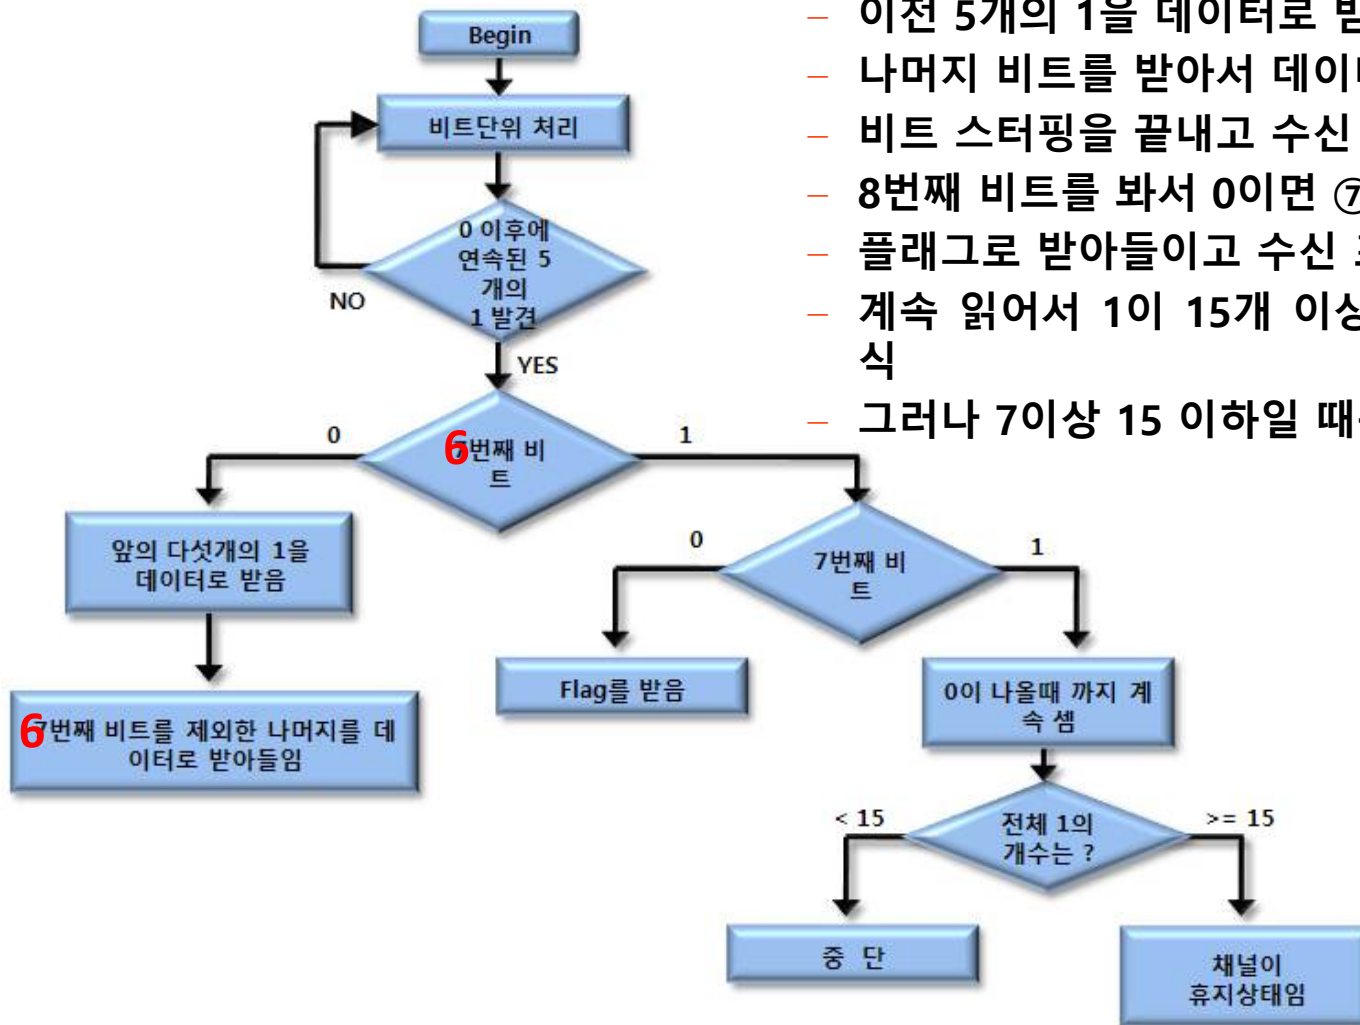 Begin
비트단위 처리
0 이후에
연속된 5
개의
1 발견
NO
YES
6번째 비
트
0
1
앞의 다섯개의 1을
데이터로 받음
6번째 비트를 제외한 나머지를 데
이터로 받아들임
7번째 비
트
0
1
Flag를 받음
0이 나올때 까지 계
속 셈
전체 1의
개수는 ?
< 15
>= 15
중 단
채널이
휴지상태임
– 이전 5개의 1을 데이터로
– 나머지 비트를 받아서
– 비트 스터핑을 끝내고 수신
– 8번째 비트를 봐서 0이면 ⑦
– 플래그로 받아들이고 수신
– 계속 읽어서 1이 15개
식
– 그러나 7이상 15 이하일